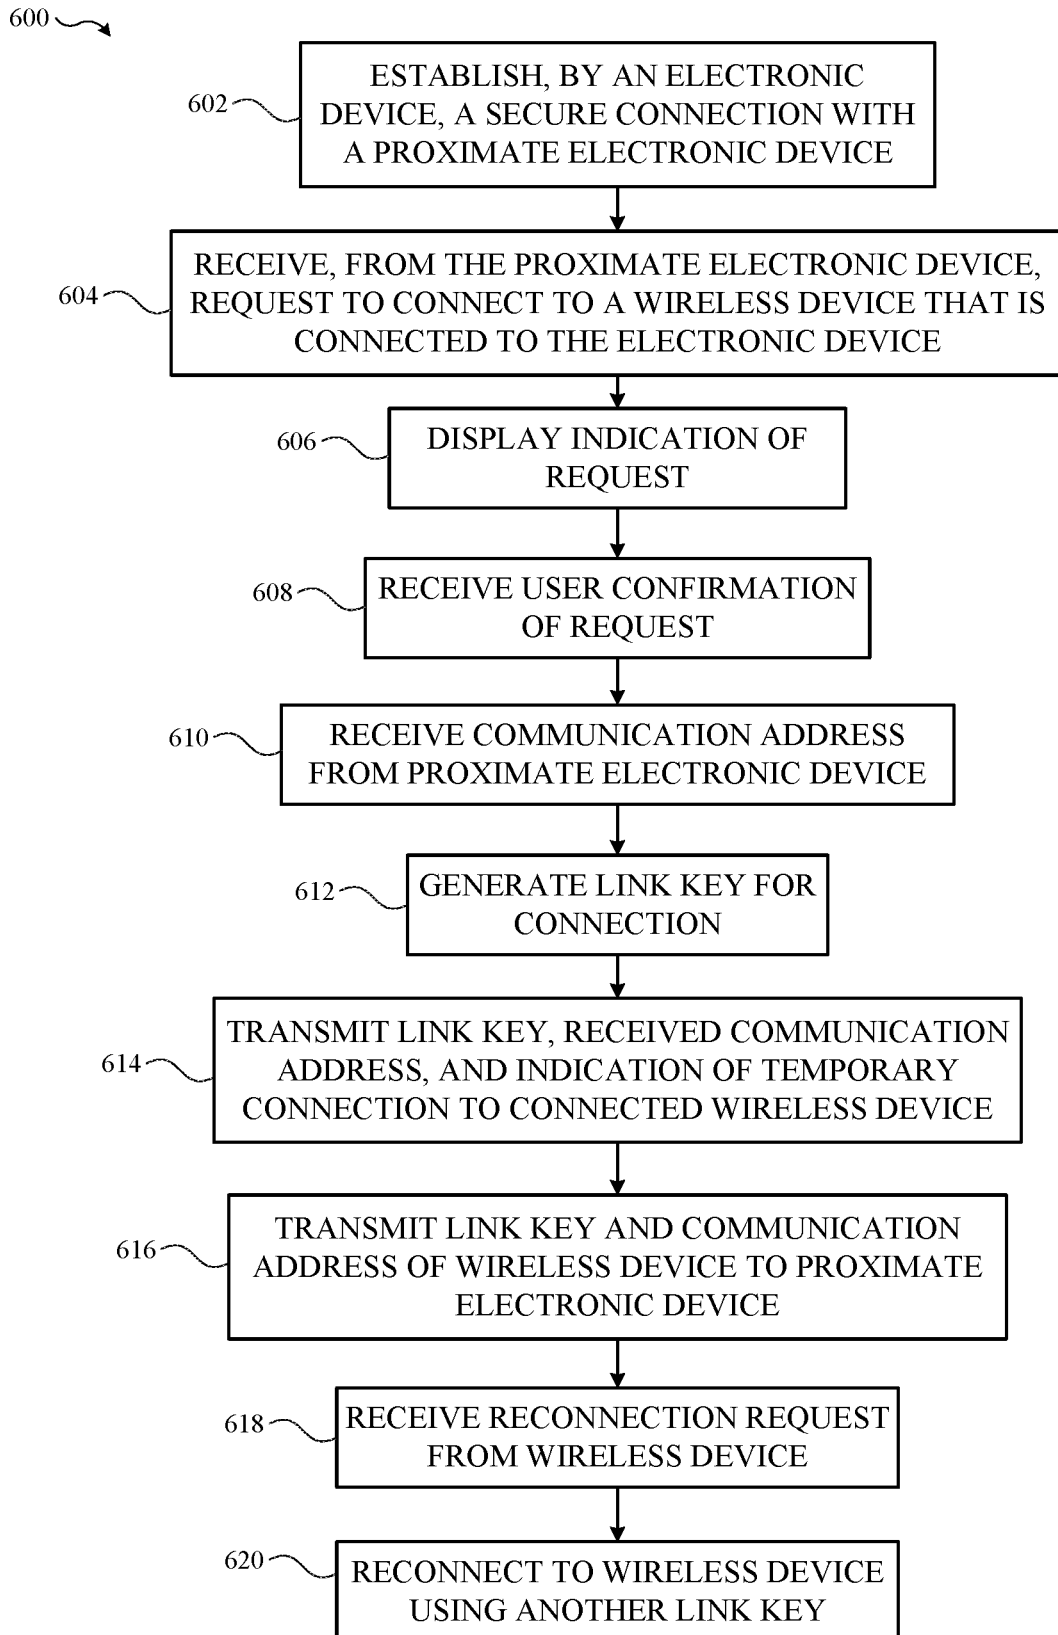 600
602
ESTABLISH, BY AN ELECTRONIC
DEVICE, A SECURE CONNECTION WITH
A PROXIMATE ELECTRONIC DEVICE
604
RECEIVE, FROM THE PROXIMATE ELECTRONIC DEVICE,
REQUEST TO CONNECT TO A WIRELESS DEVICE THAT IS
CONNECTED TO THE ELECTRONIC DEVICE
606
DISPLAY INDICATION OF
REQUEST
608
RECEIVE USER CONFIRMATION
OF REQUEST
610
RECEIVE COMMUNICATION ADDRESS
FROM PROXIMATE ELECTRONIC DEVICE
612
GENERATE LINK KEY FOR
CONNECTION
614
TRANSMIT LINK KEY, RECEIVED COMMUNICATION
ADDRESS, AND INDICATION OF TEMPORARY
CONNECTION TO CONNECTED WIRELESS DEVICE
616
TRANSMIT LINK KEY AND COMMUNICATION
ADDRESS OF WIRELESS DEVICE TO PROXIMATE
ELECTRONIC DEVICE
618
RECEIVE RECONNECTION REQUEST
FROM WIRELESS DEVICE
620
RECONNECT TO WIRELESS DEVICE
USING ANOTHER LINK KEY